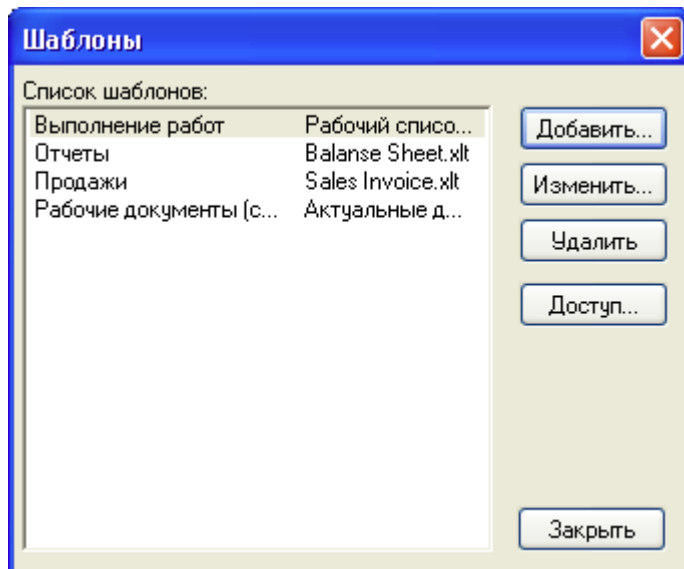 Шаблоны
Список шаблонов:
Выполнение работ Рабочий списо...
Отчеты Balanse Sheet.xlt
Продажи Sales Invoice.xlt
Рабочие документы (с... Актуальные д...
Добавить...
Изменить...
Удалить
Доступ...
Закрыть